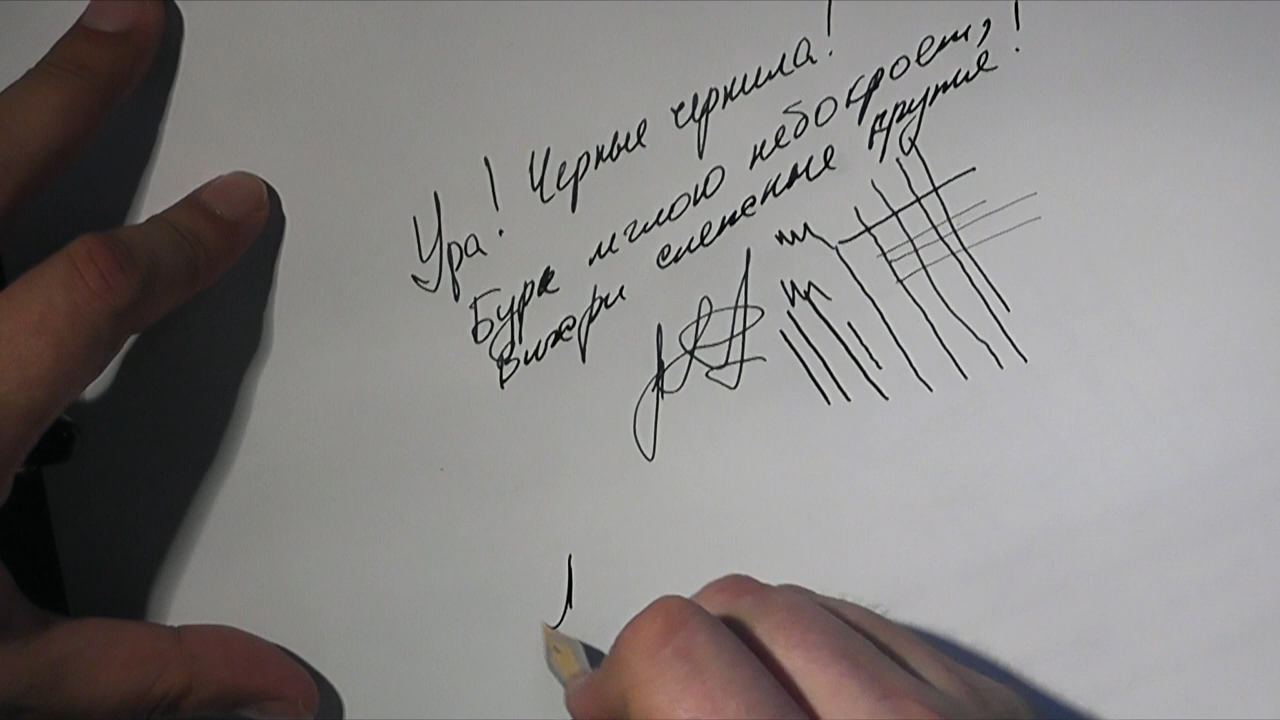 Ура! Черные чернила!
Буря мглою небо кроет,
Вихри снежные крутя!